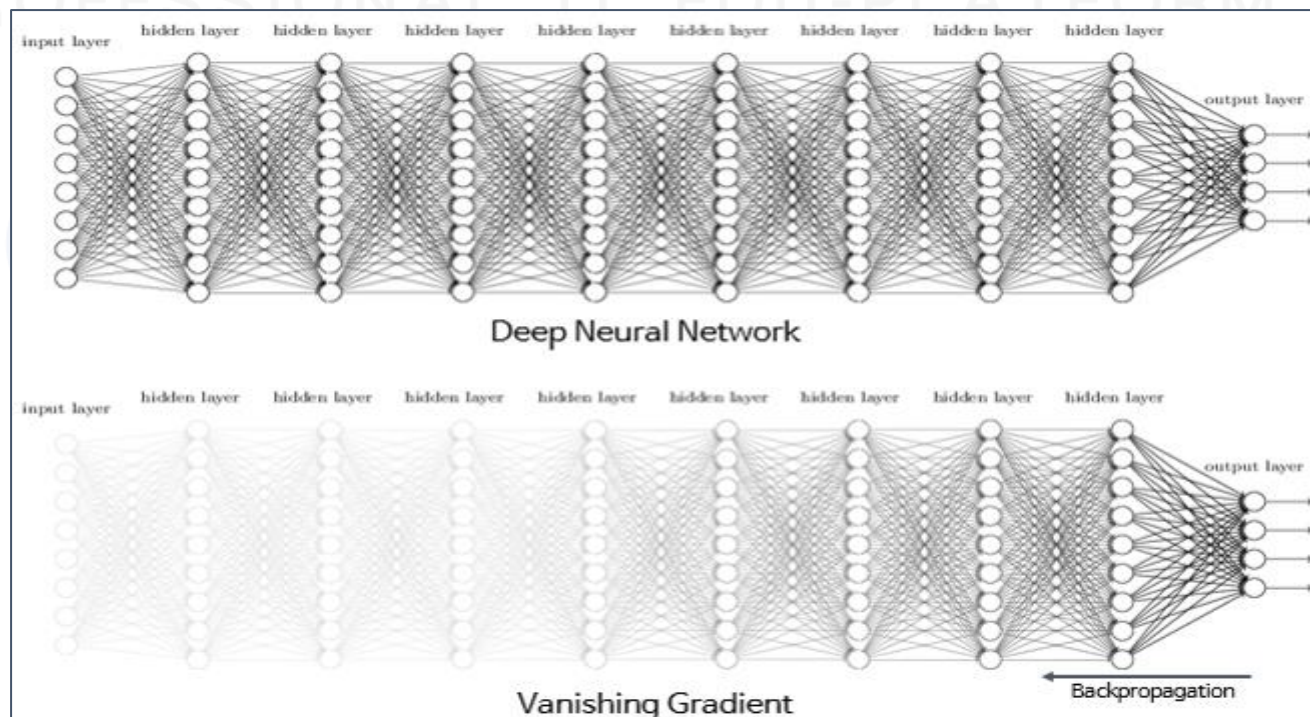 hidden layer hidden layer hidden layer hidden layer hidden layer hidden layer hidden layer hidden layer
input layer
output layer
Deep Neural Network
hidden layer hidden layer hidden layer hidden layer hidden layer hidden layer hidden layer hidden layer
input layer
output layer
Backpropagation
Vanishing Gradient